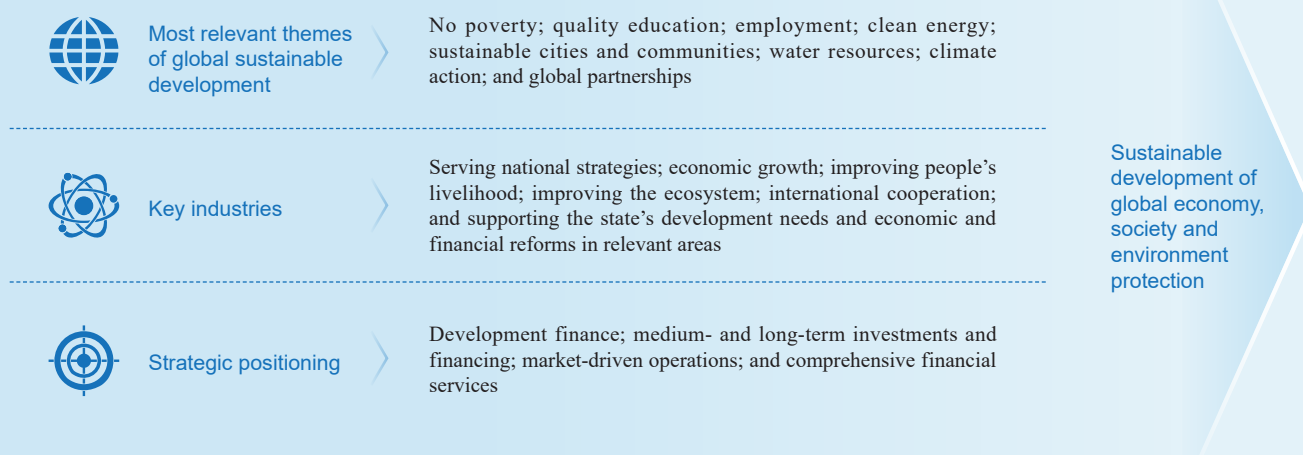 Most relevant themes
of global sustainable
development
No poverty; quality education; employment; clean energy;
sustainable cities and communities; water resources; climate
action; and global partnerships
Key industries
Serving national strategies; economic growth; improving people’s
livelihood; improving the ecosystem; international cooperation;
and supporting the state’s development needs and economic and
financial reforms in relevant areas
Strategic positioning
Development finance; medium- and long-term investments and
financing; market-driven operations; and comprehensive financial
services
Sustainable
development of
global economy,
society and
environment
protection